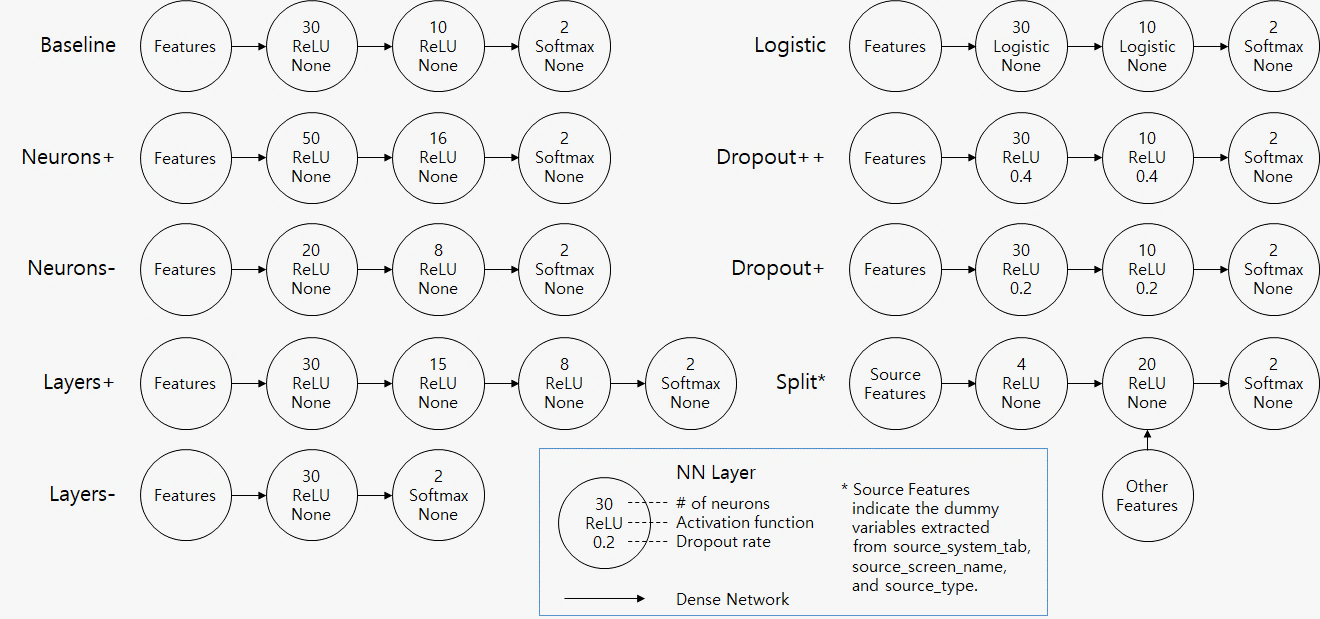 Baseline
Features
30
ReLU
None
10
ReLU
None
2
Softmax
None
Neurons+
Features
50
ReLU
None
16
ReLU
None
2
Softmax
None
Neurons-
Features
20
ReLU
None
8
ReLU
None
2
Softmax
None
Layers+
Features
30
ReLU
None
15
ReLU
None
8
ReLU
None
2
Softmax
None
Layers-
Features
30
ReLU
None
2
Softmax
None
Logistic
Features
30
Logistic
None
10
Logistic
None
2
Softmax
None
Dropout++
Features
30
ReLU
0.4
10
ReLU
0.4
2
Softmax
None
Dropout+
Features
30
ReLU
0.2
10
ReLU
0.2
2
Softmax
None
Split*
Source
Features
4
ReLU
None
20
ReLU
None
2
Softmax
None
Other
Features
NN Layer
30
ReLU
0.2
# of neurons
Activation function
Dropout rate
Dense Network
* Source Features
indicate the dummy
variables extracted
from source_system_tab,
source_screen_name,
and source_type.